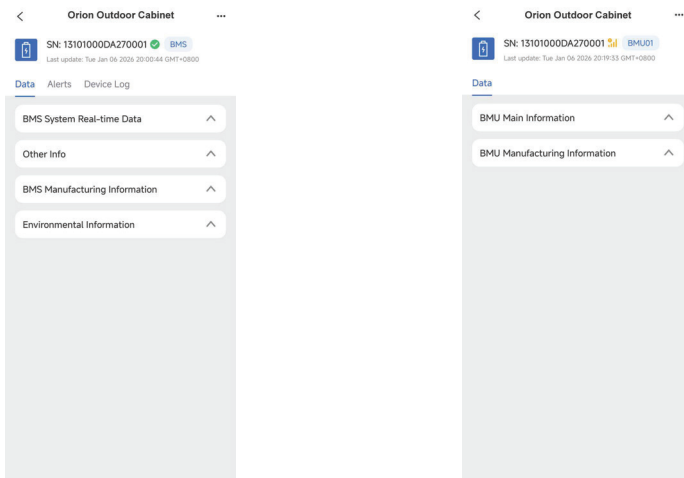 Orion Outdoor Cabinet
SN: 13101000DA270001 BMS
Last update: Tue Jan 06 2026 20:00:44 GMT+0800
Data Alerts Device Log
BMS System Real-time Data
Other Info
BMS Manufacturing Information
Environmental Information
Orion Outdoor Cabinet
SN: 13101000DA270001 BMU01
Last update: Tue Jan 06 2026 20:19:33 GMT+0800
Data
BMU Main Information
BMU Manufacturing Information